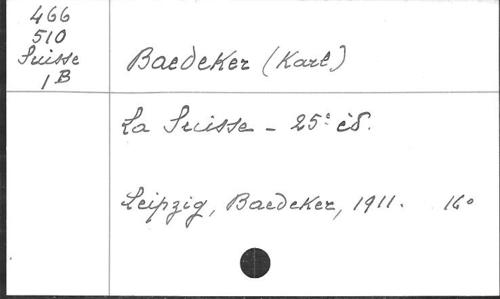 466
510
Suisse
1B
Baedeker (Karl)
La Suisse - 25e éd.
Leipzig, Baedeker, 1911. 16°